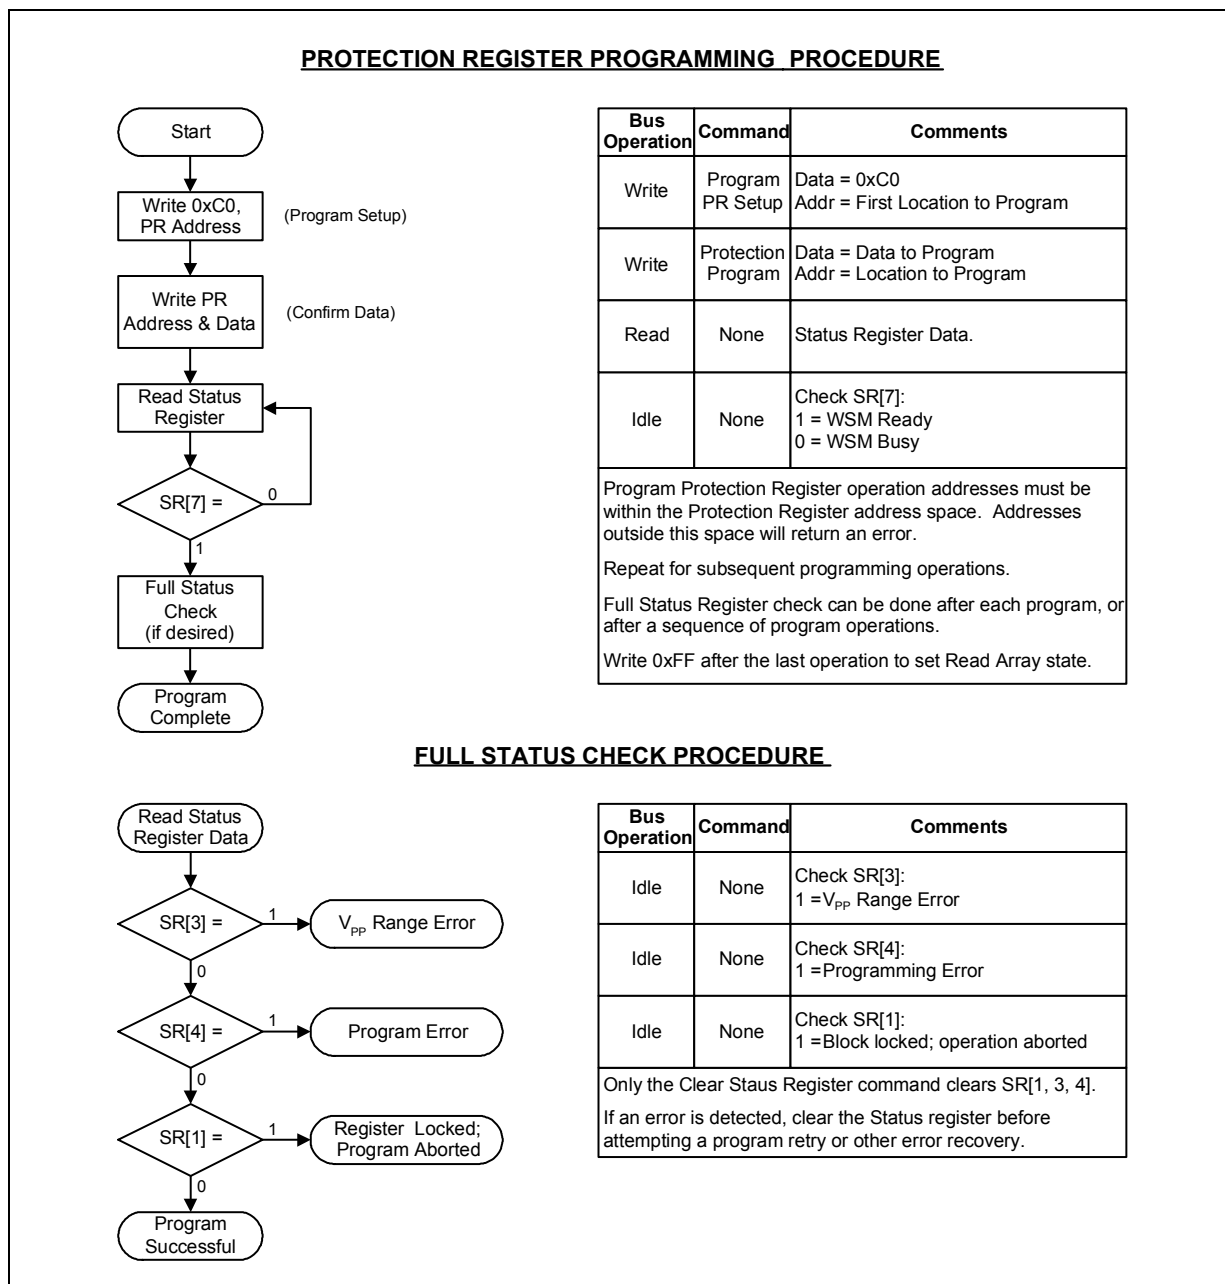 PROTECTION REGISTER PROGRAMMING PROCEDURE
Start
Write 0xC0,
PR Address
(Program Setup)
Write PR
Address & Data
(Confirm Data)
Read Status
Register
SR[7] =
0
1
Full Status
Check
(if desired)
Program
Complete
Bus
Operation
Command
Comments
Write
Program
PR Setup
Data = 0xC0
Addr = First Location to Program
Write
Protection
Program
Data = Data to Program
Addr = Location to Program
Read
None
Status Register Data.
Idle
None
Check SR[7]:
1 = WSM Ready
0 = WSM Busy
Program Protection Register operation addresses must be
within the Protection Register address space. Addresses
outside this space will return an error.
Repeat for subsequent programming operations.
Full Status Register check can be done after each program, or
after a sequence of program operations.
Write 0xFF after the last operation to set Read Array state.
FULL STATUS CHECK PROCEDURE
Read Status
Register Data
SR[3] =
1
VPP Range Error
0
SR[4] =
1
Program Error
0
SR[1] =
1
Register Locked;
Program Aborted
0
Program
Successful
Bus
Operation
Command
Comments
Idle
None
Check SR[3]:
1 =VPP Range Error
Idle
None
Check SR[4]:
1 =Programming Error
Idle
None
Check SR[1]:
1 =Block locked; operation aborted
Only the Clear Staus Register command clears SR[1, 3, 4].
If an error is detected, clear the Status register before
attempting a program retry or other error recovery.